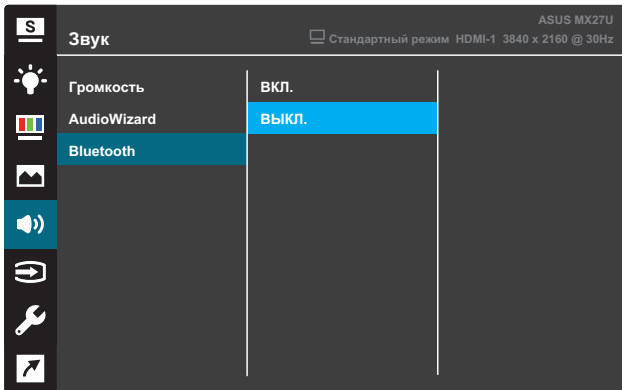 S
ASUS MX27U
Звук
Стандартный режим HDMI-1 3840 x 2160 @ 30Hz
Громкость
ВКЛ.
AudioWizard
ВЫКЛ.
Bluetooth